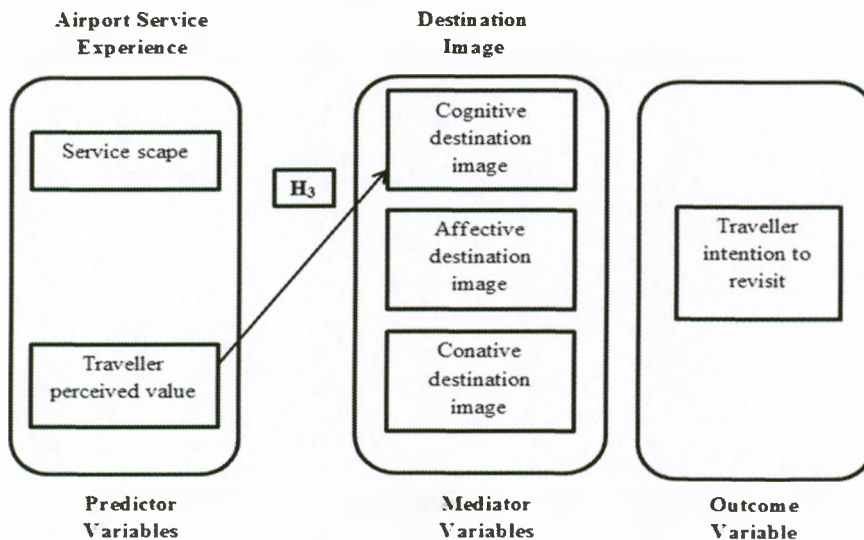 Airport Service
Experience
Destination
Image
Service scape
Traveller
perceived value
H₃
Cognitive
destination
image
Affective
destination
image
Conative
destination
image
Traveller
intention to
revisit
Predictor
Variables
Mediator
Variables
Outcome
Variable